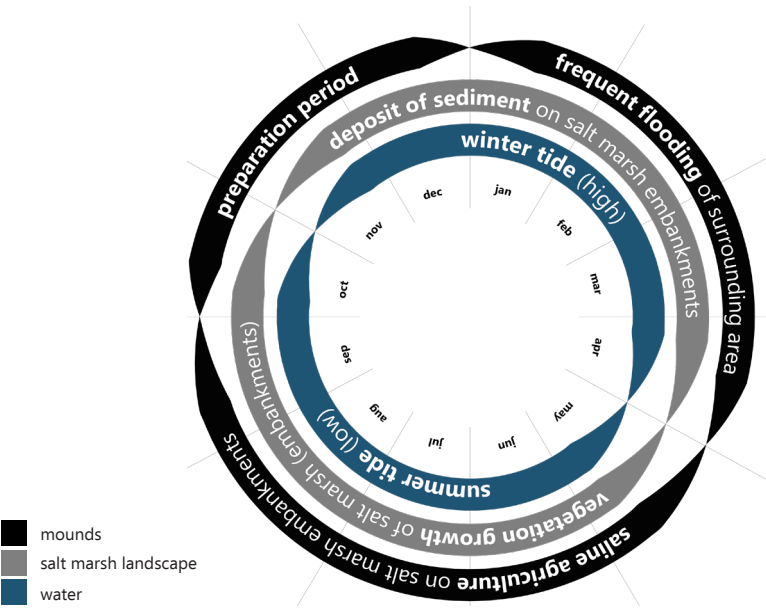 preparation period
frequent flooding of surrounding area
saline agriculture on salt marsh embankments
deposit of sediment on salt marsh embankments
vegetation growth of salt marsh (embankments)
winter tide (high)
summer tide (low)
jan
feb
mar
apr
may
jun
jul
aug
sep
oct
nov
dec
mounds
salt marsh landscape
water